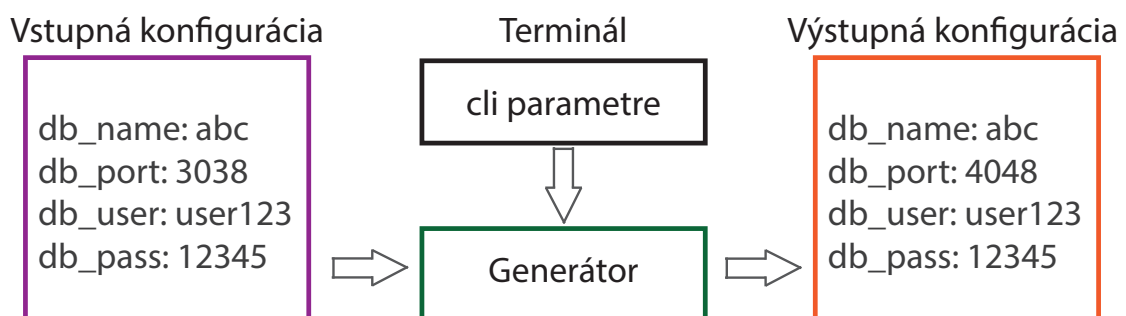 Vstupná konfigurácia
db_name: abc
db_port: 3038
db_user: user123
db_pass: 12345
Terminál
cli parametre
Generátor
Výstupná konfigurácia
db_name: abc
db_port: 4048
db_user: user123
db_pass: 12345